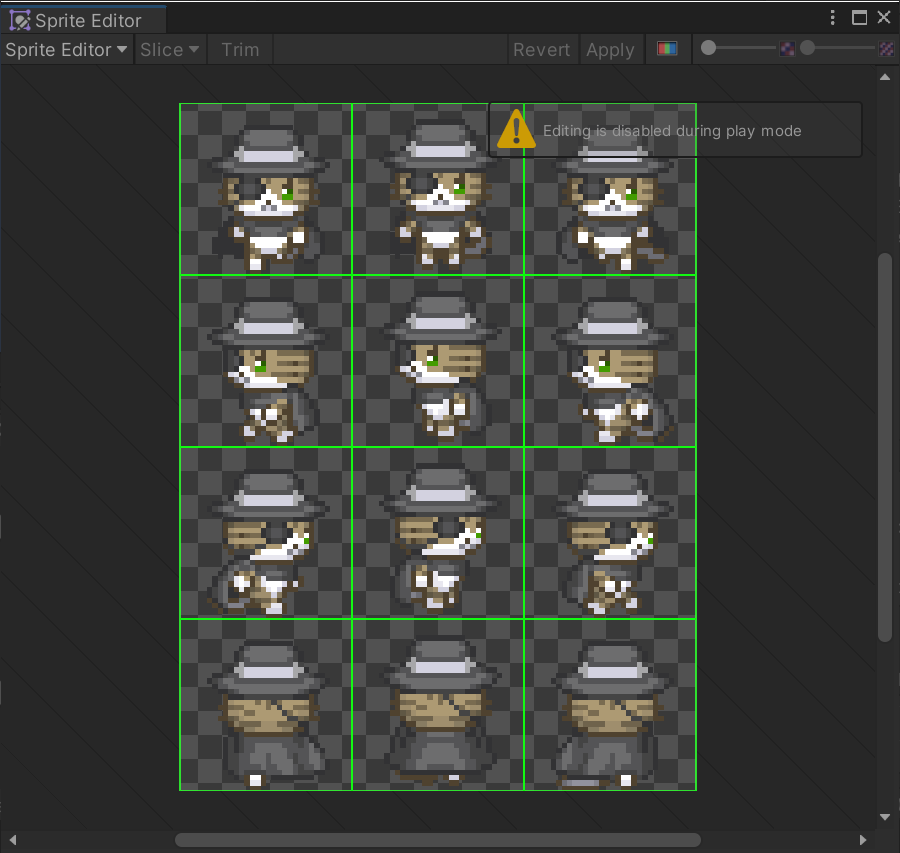 Sprite Editor
Sprite Editor Slice Trim Revert Apply
Editing is disabled during play mode